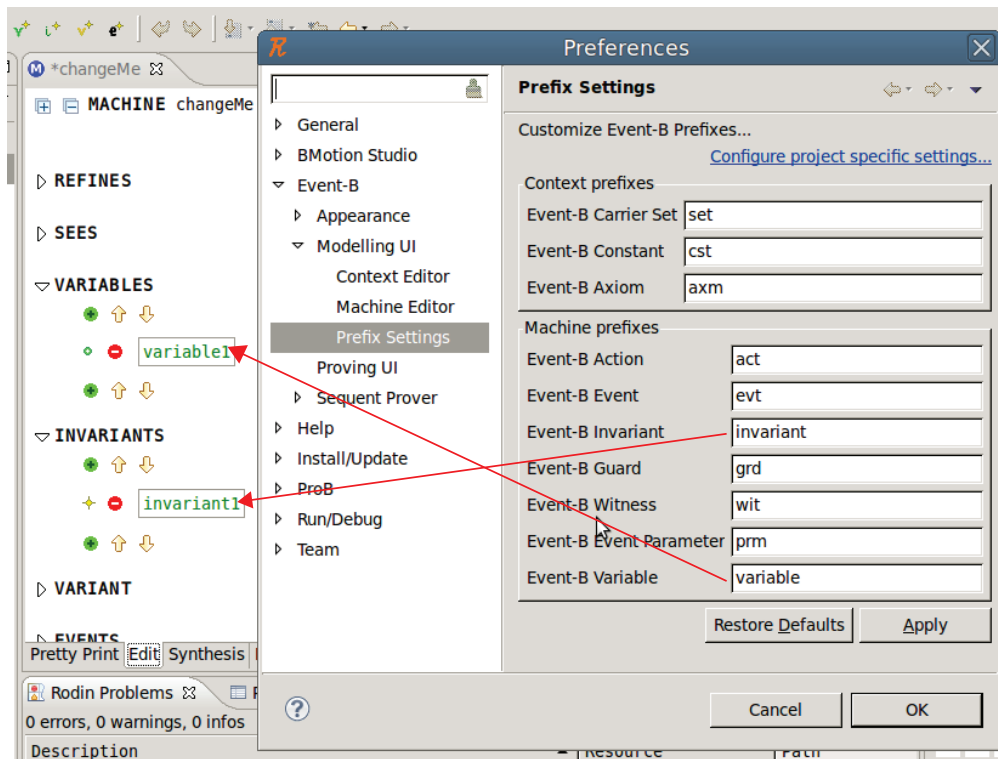 Preferences
*changeMe
MACHINE changeMe
REFINES
SEES
VARIABLES
variable1
INVARIANTS
invariant1
VARIANT
EVENTS
Pretty Print Edit Synthesis
Rodin Problems
0 errors, 0 warnings, 0 infos
Description
Resource
Path
General
BMotion Studio
Event-B
Appearance
Modelling UI
Context Editor
Machine Editor
Prefix Settings
Proving UI
Sequent Prover
Help
Install/Update
ProB
Run/Debug
Team
Prefix Settings
Customize Event-B Prefixes...
Configure project specific settings...
Context prefixes
Event-B Carrier Set set
Event-B Constant cst
Event-B Axiom axm
Machine prefixes
Event-B Action act
Event-B Event evt
Event-B Invariant invariant
Event-B Guard grd
Event-B Witness wit
Event-B Event Parameter prm
Event-B Variable variable
Restore Defaults Apply
Cancel OK